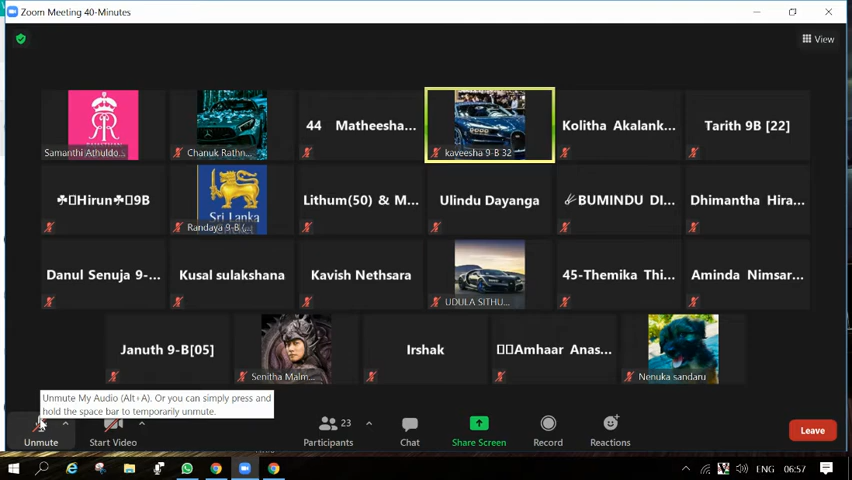 Zoom Meeting 40-Minutes
View
Samanthi Athuldo...
Chanuk Rathn...
44 Matheesha...
kaveesha 9-B 32
Kolitha Akalank...
Tarith 9B [22]
☘Hirun☘9B
Sri Lanka
Randaya 9-B (...
Lithum(50) & M...
Ulindu Dayanga
BUMINDU DI...
Dhimantha Hira...
Danul Senuja 9-...
Kusal sulakshana
Kavish Nethsara
UDULA SITHU...
45-Themika Thi...
Aminda Nimsar...
Januth 9-B[05]
Senitha Malm...
Irshak
Amhaar Anas...
Nenuka sandaru
Unmute My Audio (Alt+A). Or you can simply press and
hold the space bar to temporarily unmute.
Unmute
Start Video
23
Participants
Chat
Share Screen
Record
Reactions
Leave
ENG
06:57